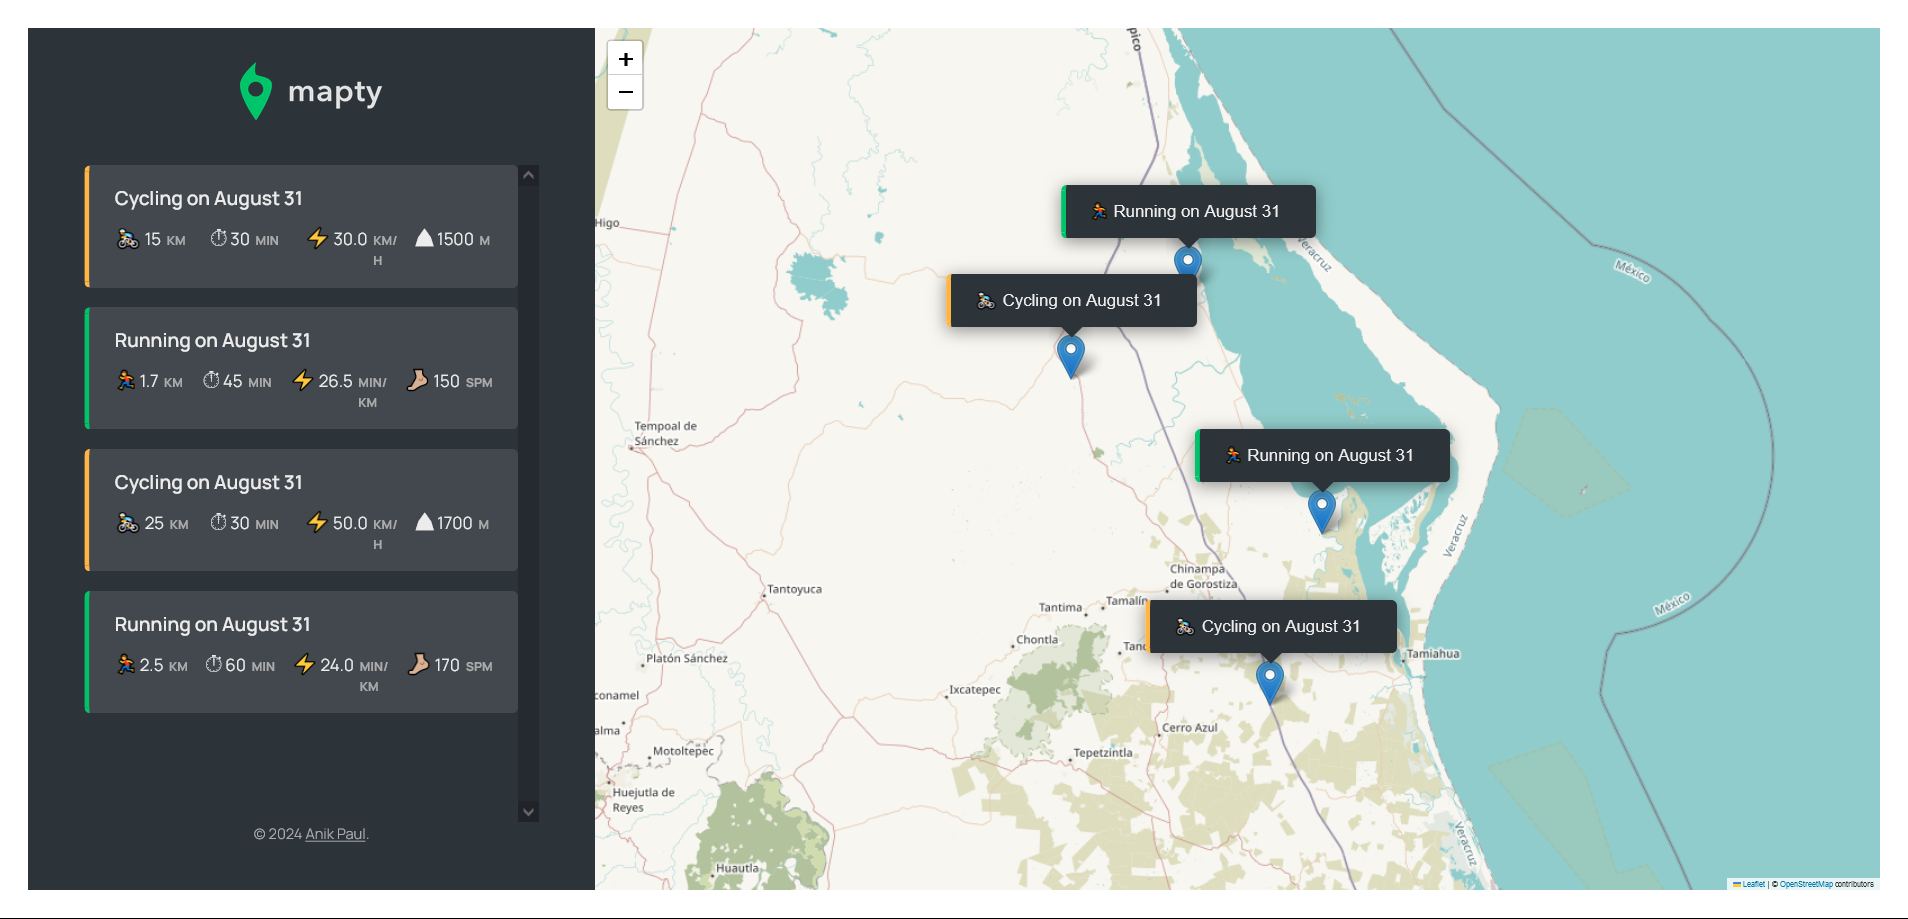 mapty
Cycling on August 31
15 KM 30 MIN 30.0 KM/ 1500 M
H
Running on August 31
1.7 KM 45 MIN 26.5 MIN/ 150 SPM
KM
Cycling on August 31
25 KM 30 MIN 50.0 KM/ 1700 M
H
Running on August 31
2.5 KM 60 MIN 24.0 MIN/ 170 SPM
KM
© 2024 Anik Paul.
+
−
pico
Running on August 31
Higo
Veracruz
México
Cycling on August 31
Tempoal de
Sánchez
Running on August 31
Veracruz
Chinampa
de Gorostiza
Tantoyuca
Tantima
Tamalín
México
Cycling on August 31
Chontla
Tanc
Tamiahua
Platón Sánchez
Ixcatepec
conamel
Cerro Azul
alma
Motoltepec
Tepetzintla
Huejutla de
Reyes
Veracruz
Huautla
Leaflet | © OpenStreetMap contributors